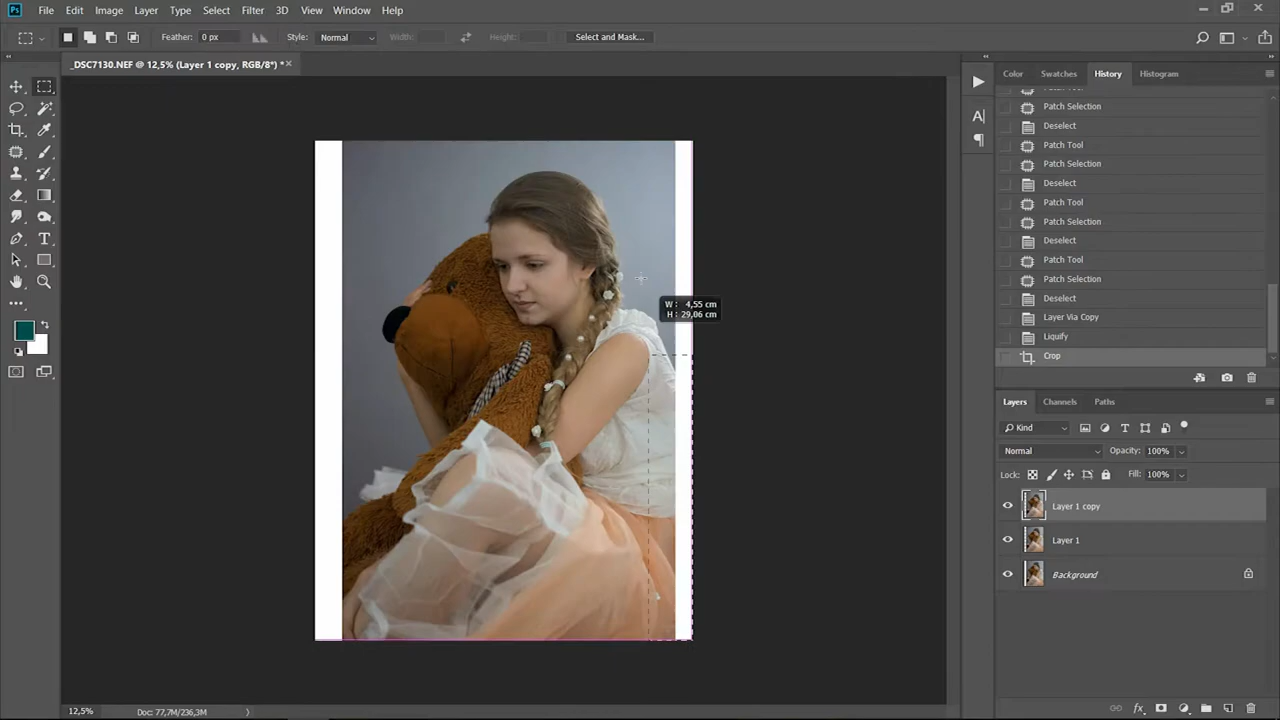 Ps File Edit Image Layer Type Select Filter 3D View Window Help
Feather: 0 px Style: Normal Width: Height: Select and Mask...
_DSC7130.NEF @ 12,5% (Layer 1 copy, RGB/8*) *
Color Swatches History Histogram
Patch Tool
Patch Selection
Deselect
Patch Tool
Patch Selection
Deselect
Patch Tool
Patch Selection
Deselect
Patch Tool
Patch Selection
Deselect
Layer Via Copy
Liquify
Crop
W: 4,55 cm
H: 29,06 cm
Layers Channels Paths
Kind
Normal Opacity: 100%
Lock: Fill: 100%
Layer 1 copy
Layer 1
Background
12,5% Doc: 77,7M/236,3M